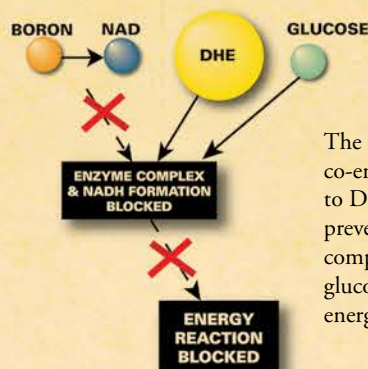 BORON NAD
DHE
GLUCOSE
ENZYME COMPLEX
& NADH FORMATION
BLOCKED
ENERGY
REACTION
BLOCKED
The
co-en
to D
preve
comp
gluco
energ